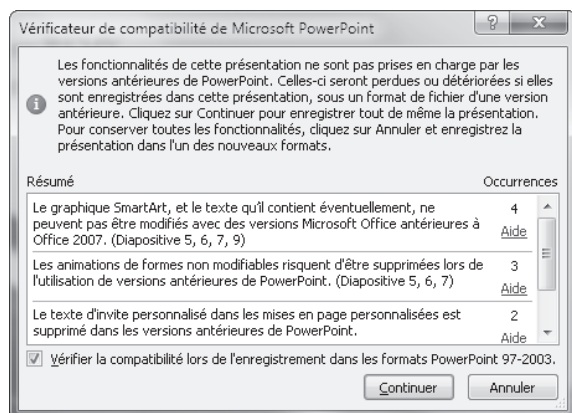 Vérificateur de compatibilité de Microsoft PowerPoint
Les fonctionnalités de cette présentation ne sont pas prises en charge par les
versions antérieures de PowerPoint. Celles-ci seront perdues ou détériorées si elles
sont enregistrées dans cette présentation, sous un format de fichier d'une version
antérieure. Cliquez sur Continuer pour enregistrer tout de même la présentation.
Pour conserver toutes les fonctionnalités, cliquez sur Annuler et enregistrez la
présentation dans l'un des nouveaux formats.
Résumé Occurrences
Le graphique SmartArt, et le texte qu'il contient éventuellement, ne 4
peuvent pas être modifiés avec des versions Microsoft Office antérieures à Aide
Office 2007. (Diapositive 5, 6, 7, 9)
Les animations de formes non modifiables risquent d'être supprimées lors de 3
l'utilisation de versions antérieures de PowerPoint. (Diapositive 5, 6, 7) Aide
Le texte d'invite personnalisé dans les mises en page personnalisées est 2
supprimé dans les versions antérieures de PowerPoint. Aide
Vérifier la compatibilité lors de l'enregistrement dans les formats PowerPoint 97-2003.
Continuer Annuler